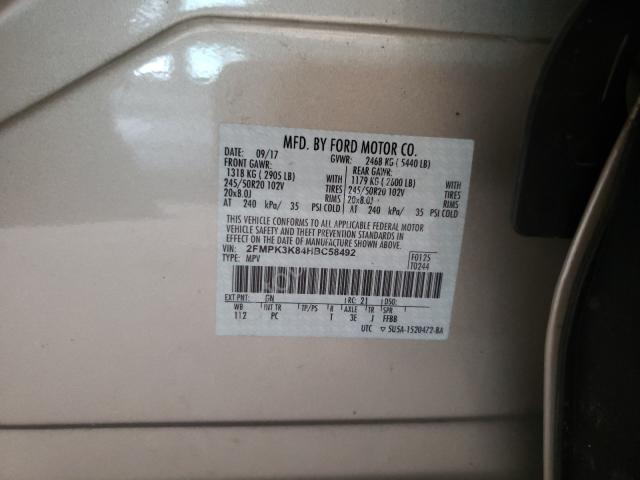 MFD. BY FORD MOTOR CO.
DATE: 09/17 GVWR: 2468 KG ( 5440 LB)
FRONT GAWR: REAR GAWR:
1318 KG ( 2905 LB) WITH 1179 KG ( 2600 LB) WITH
245/50R20 102V TIRES 245/50R20 102V TIRES
20x8.0J RIMS 20x8.0J RIMS
AT 240 kPa/ 35 PSI COLD AT 240 kPa/ 35 PSI COLD
THIS VEHICLE CONFORMS TO ALL APPLICABLE FEDERAL
MOTOR VEHICLE SAFETY, BUMPER, AND THEFT PREVENTION STANDARDS
IN EFFECT ON THE DATE OF MANUFACTURE SHOWN ABOVE.
VIN: 2FMPK3K84HBC58492 F0125
TYPE: MPV T0244
EXT PNT: GN RC: 21 DSO:
WB INT TR TP/PS R AXLE TR SPR
112 PC T 3E J FFBB
UTC 5U5A-1520472-BA